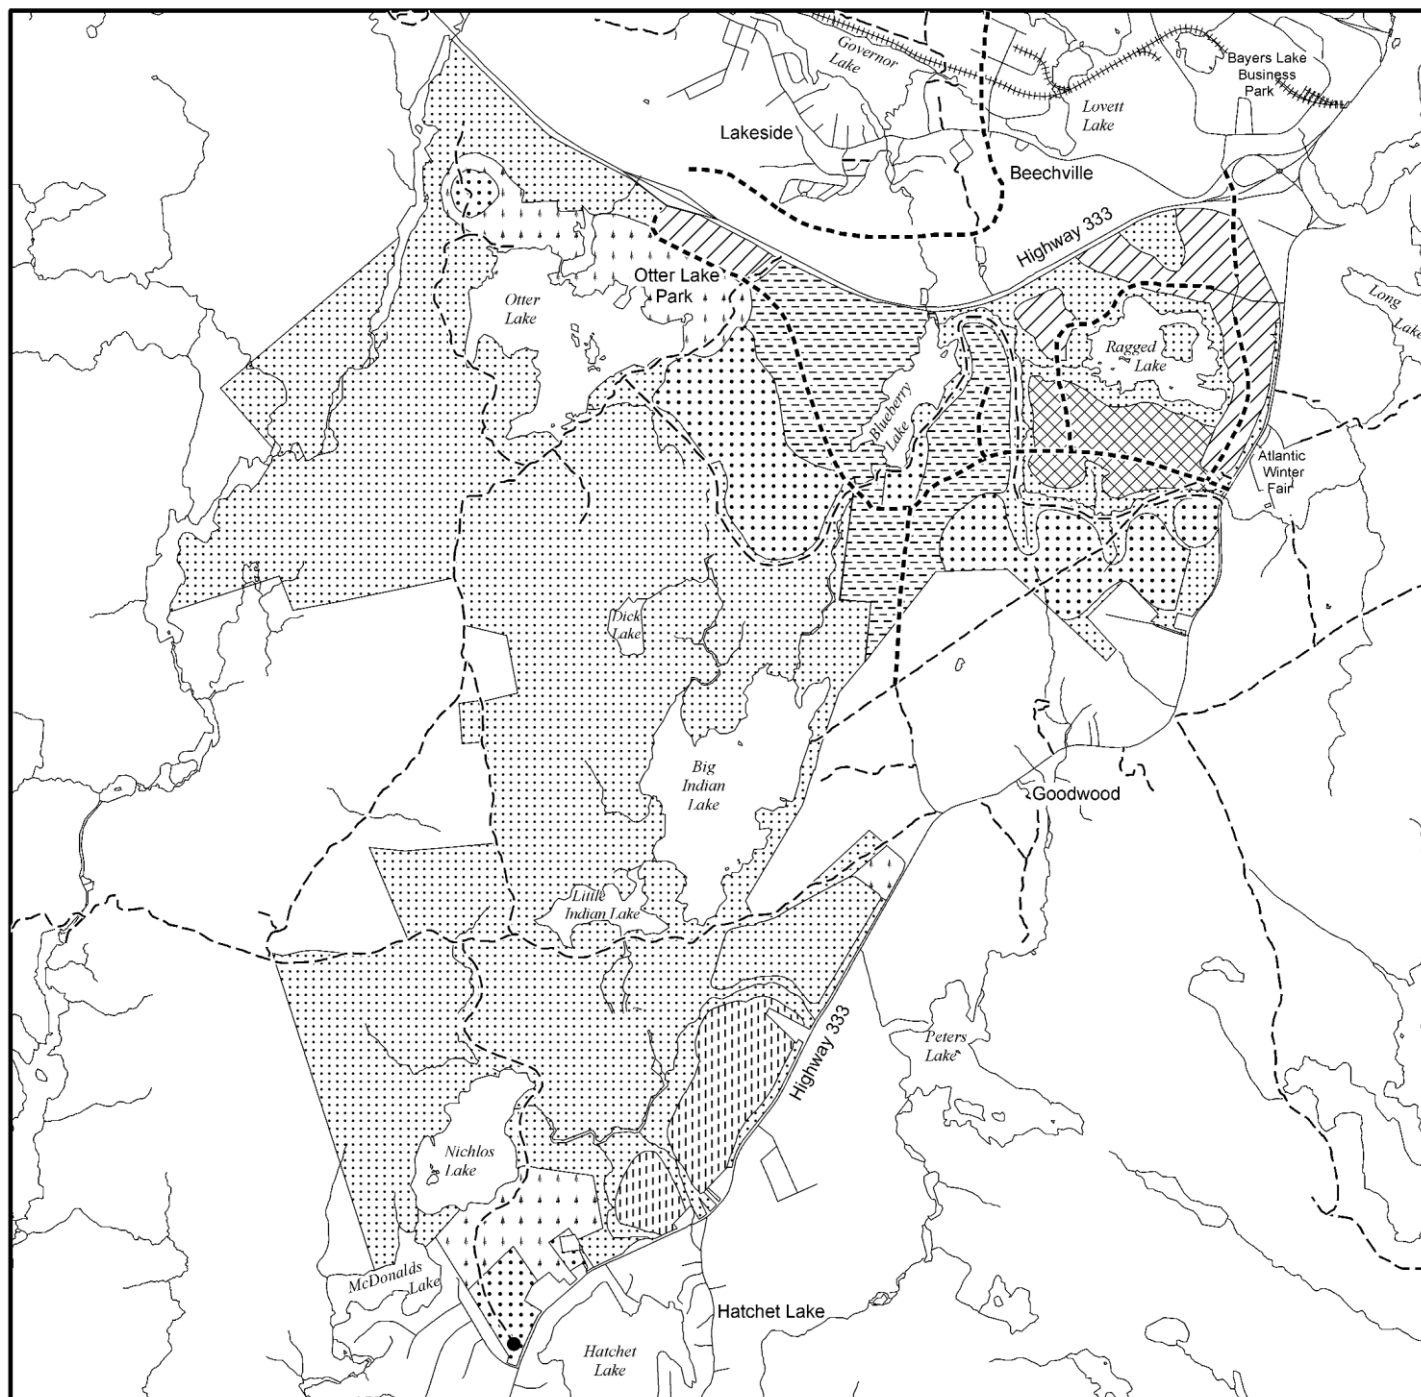 Governor
Lake
Bayers Lake
Business
Park
Lovett
Lake
Lakeside
Beechville
Highway 333
Otter Lake
Park
Otter
Lake
Long
Lake
Ragged
Lake
Blueberry
Lake
Atlantic
Winter
Fair
Dick
Lake
Big
Indian
Lake
Goodwood
Little
Indian Lake
Highway 333
Peters
Lake
Nichlos
Lake
McDonalds
Lake
Hatchet Lake
Hatchet
Lake